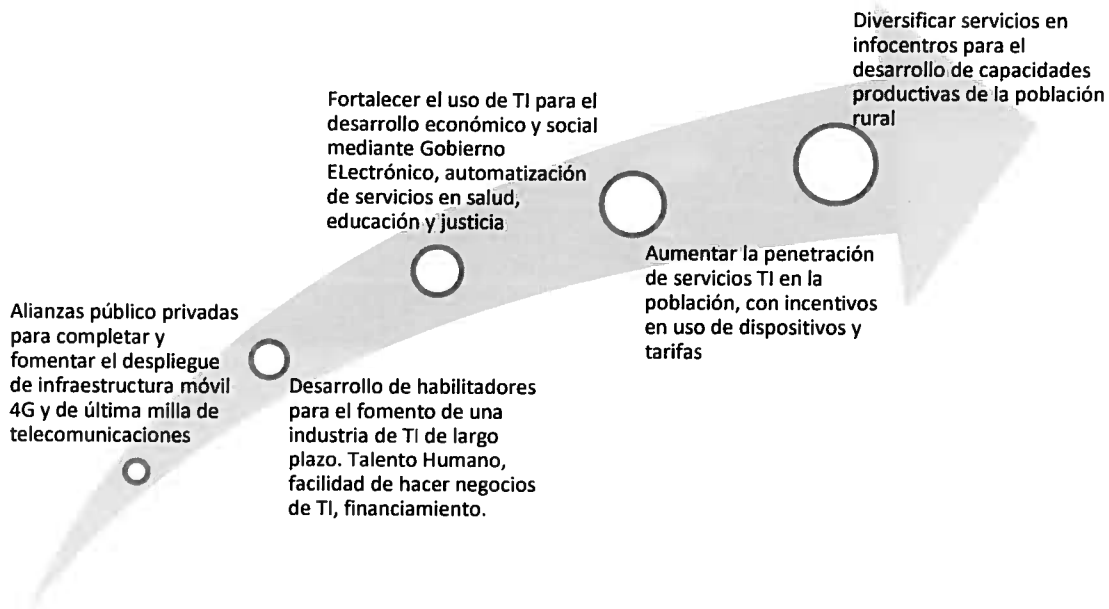 Alianzas público privadas
para completar y
fomentar el despliegue
de infraestructura móvil
4G y de última milla de
telecomunicaciones
Desarrollo de habilitadores
para el fomento de una
industria de TI de largo
plazo. Talento Humano,
facilidad de hacer negocios
de TI, financiamiento.
Fortalecer el uso de TI para el
desarrollo económico y social
mediante Gobierno
ELectrónico, automatización
de servicios en salud,
educación y justicia
Aumentar la penetración
de servicios TI en la
población, con incentivos
en uso de dispositivos y
tarifas
Diversificar servicios en
infocentros para el
desarrollo de capacidades
productivas de la población
rural